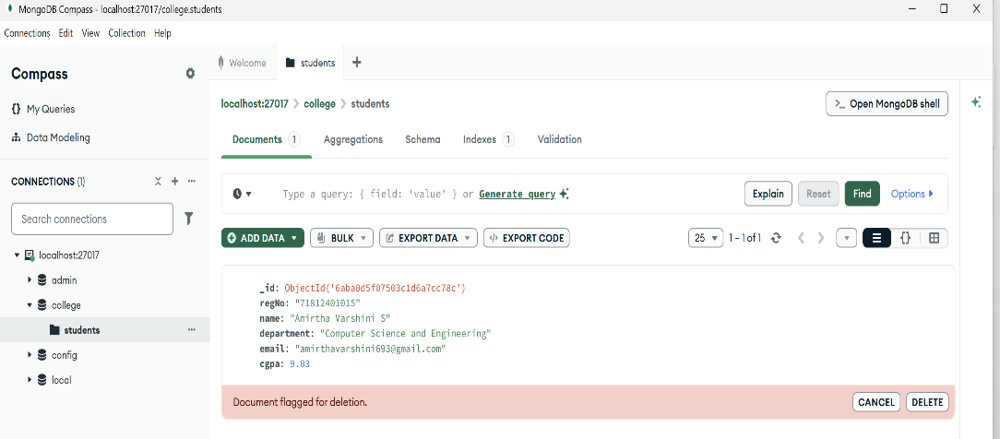 MongoDB Compass - localhost:27017/college.students
Connections Edit View Collection Help
Compass
My Queries
Data Modeling
CONNECTIONS (1)
Search connections
localhost:27017
admin
college
students
config
local
Welcome
students
localhost:27017 > college > students
>_ Open MongoDB shell
Documents 1 Aggregations Schema Indexes 1 Validation
Type a query: { field: 'value' } or Generate query
Explain Reset Find Options
ADD DATA BULK EXPORT DATA EXPORT CODE
25 1 – 1 of 1
_id: ObjectId('6aba0d5f07503c1d6a7cc78c')
regNo: "71812401015"
name: "Amirtha Varshini S"
department: "Computer Science and Engineering"
email: "amirthavarshini693@gmail.com"
cgpa: 9.03
Document flagged for deletion.
CANCEL DELETE